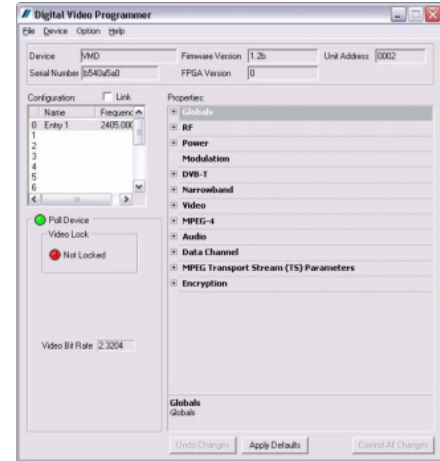 Digital Video Programmer
File Device Option Help
Device VMD Firmware Version 1.2b Unit Address 0002
Serial Number b540a5a0 FPGA Version 0
Configuration: Link Properties:
Name Frequenc
0 Entry 1 2405.000
1
2
3
4
5
6
Globals
RF
Power
Modulation
DVB-T
Narrowband
Video
MPEG-4
Audio
Data Channel
MPEG Transport Stream (TS) Parameters
Encryption
Poll Device
Video Lock
Not Locked
Video Bit Rate 2.3204
Globals
Globals
Undo Changes Apply Defaults Commit All Changes